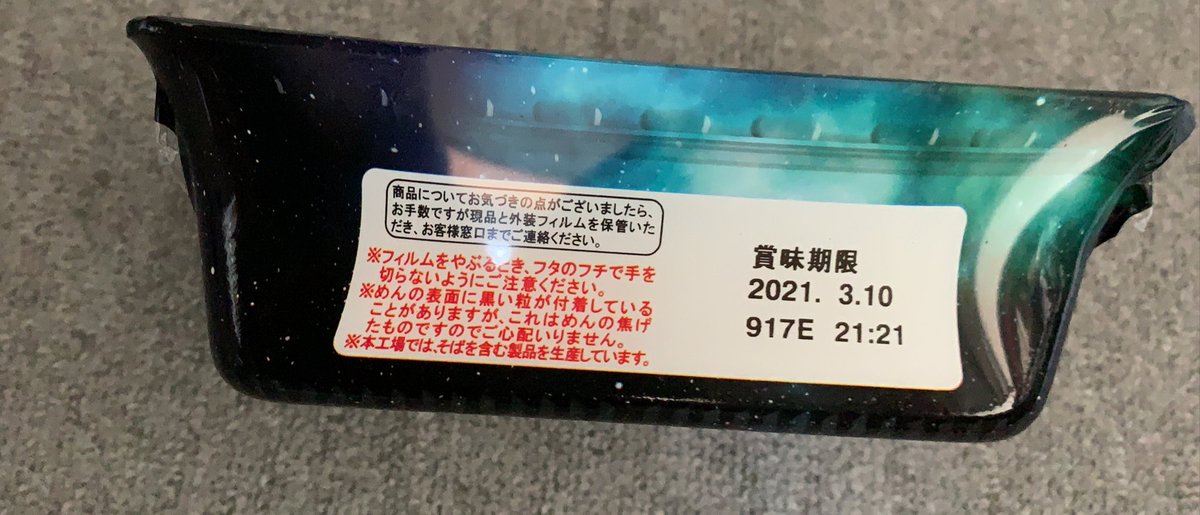 商品についてお気づきの点がございましたら、
お手数ですが現品と外装フィルムを保管いた
だき、お客様窓口までご連絡ください。
※フィルムをやぶるとき、フタのフチで手を
切らないようにご注意ください。
※めんの表面に黒い粒が付着している
ことがありますが、これはめんの焦げ
たものですのでご心配いりません。
※本工場では、そばを含む製品を生産しています。
賞味期限
2021. 3.10
917E 21:21